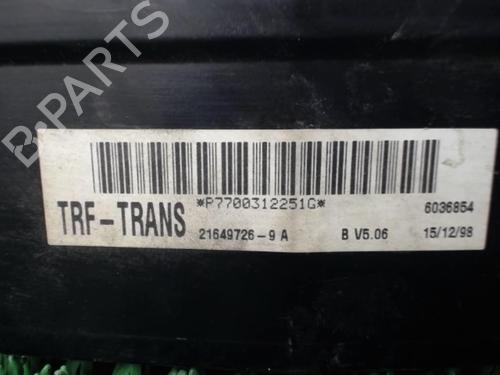 *P7700312251G*
6036854
TRF-TRANS
21649726-9 A
B V5.06
15/12/98
B-PARTS